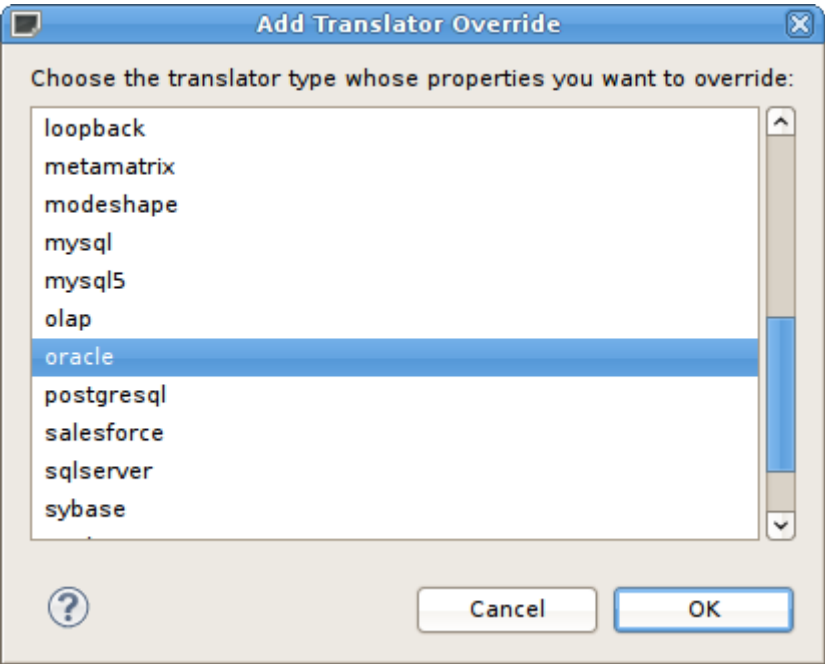 Add Translator Override
Choose the translator type whose properties you want to override:
loopback
metamatrix
modeshape
mysql
mysql5
olap
oracle
postgresql
salesforce
sqlserver
sybase
?
Cancel OK